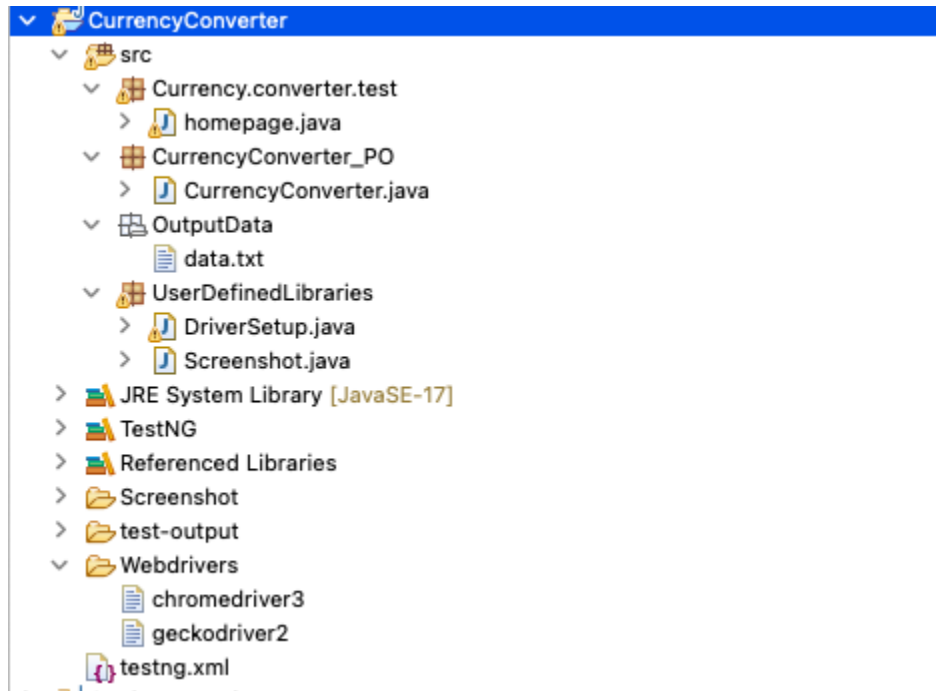 CurrencyConverter
src
Currency.converter.test
homepage.java
CurrencyConverter_PO
CurrencyConverter.java
OutputData
data.txt
UserDefinedLibraries
DriverSetup.java
Screenshot.java
JRE System Library [JavaSE-17]
TestNG
Referenced Libraries
Screenshot
test-output
Webdrivers
chromedriver3
geckodriver2
testng.xml